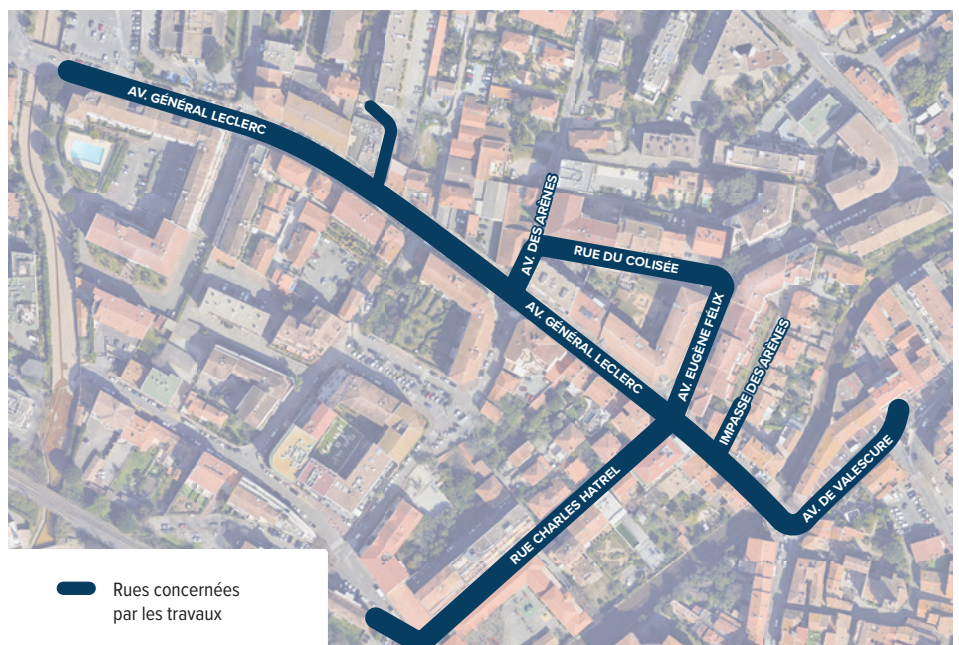 AV. GÉNÉRAL LECLERC
AV. DES ARÈNES
RUE DU COLISÉE
AV. GÉNÉRAL LECLERC
AV. EUGÈNE FÉLIX
IMPASSE DES ARÈNES
AV. DE VALESCURE
RUE CHARLES HATREL
Rues concernées
par les travaux